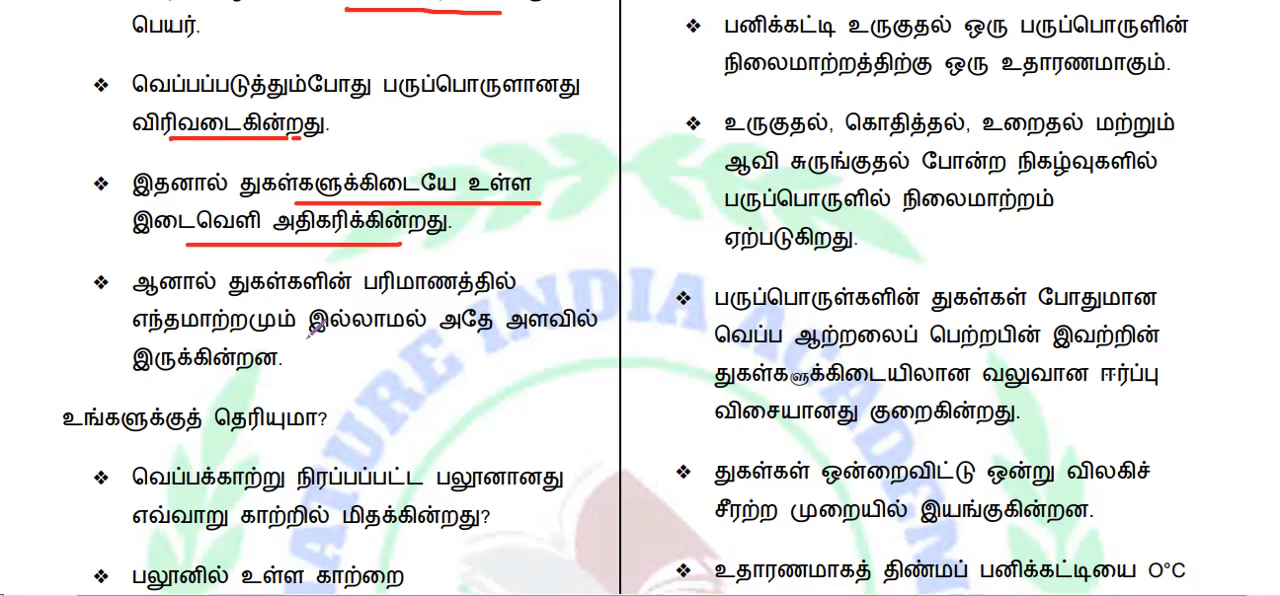 பெயர்.
❖ வெப்பப்படுத்தும்போது பருப்பொருளானது
விரிவடைகின்றது.
❖ இதனால் துகள்களுக்கிடையே உள்ள
இடைவெளி அதிகரிக்கின்றது.
❖ ஆனால் துகள்களின் பரிமாணத்தில்
எந்தமாற்றமும் இல்லாமல் அதே அளவில்
இருக்கின்றன.
உங்களுக்குத் தெரியுமா?
❖ வெப்பக்காற்று நிரப்பப்பட்ட பலூனானது
எவ்வாறு காற்றில் மிதக்கின்றது?
❖ பலூனில் உள்ள காற்றை
❖ பனிக்கட்டி உருகுதல் ஒரு பருப்பொருளின்
நிலைமாற்றத்திற்கு ஒரு உதாரணமாகும்.
❖ உருகுதல், கொதித்தல், உறைதல் மற்றும்
ஆவி சுருங்குதல் போன்ற நிகழ்வுகளில்
பருப்பொருளில் நிலைமாற்றம்
ஏற்படுகிறது.
❖ பருப்பொருள்களின் துகள்கள் போதுமான
வெப்ப ஆற்றலைப் பெற்றபின் இவற்றின்
துகள்களுக்கிடையிலான வலுவான ஈர்ப்பு
விசையானது குறைகின்றது.
❖ துகள்கள் ஒன்றைவிட்டு ஒன்று விலகிச்
சீரற்ற முறையில் இயங்குகின்றன.
❖ உதாரணமாகத் திண்மப் பனிக்கட்டியை 0°C
ATURE INDIA ACADEM